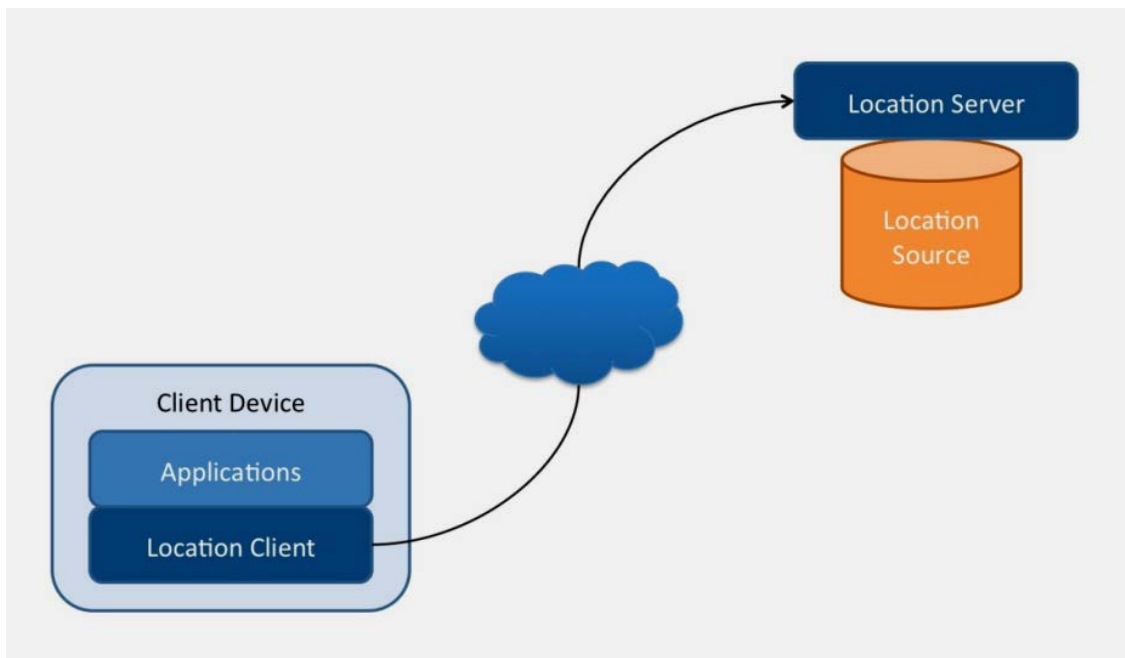 Location Server
Location
Source
Client Device
Applications
Location Client